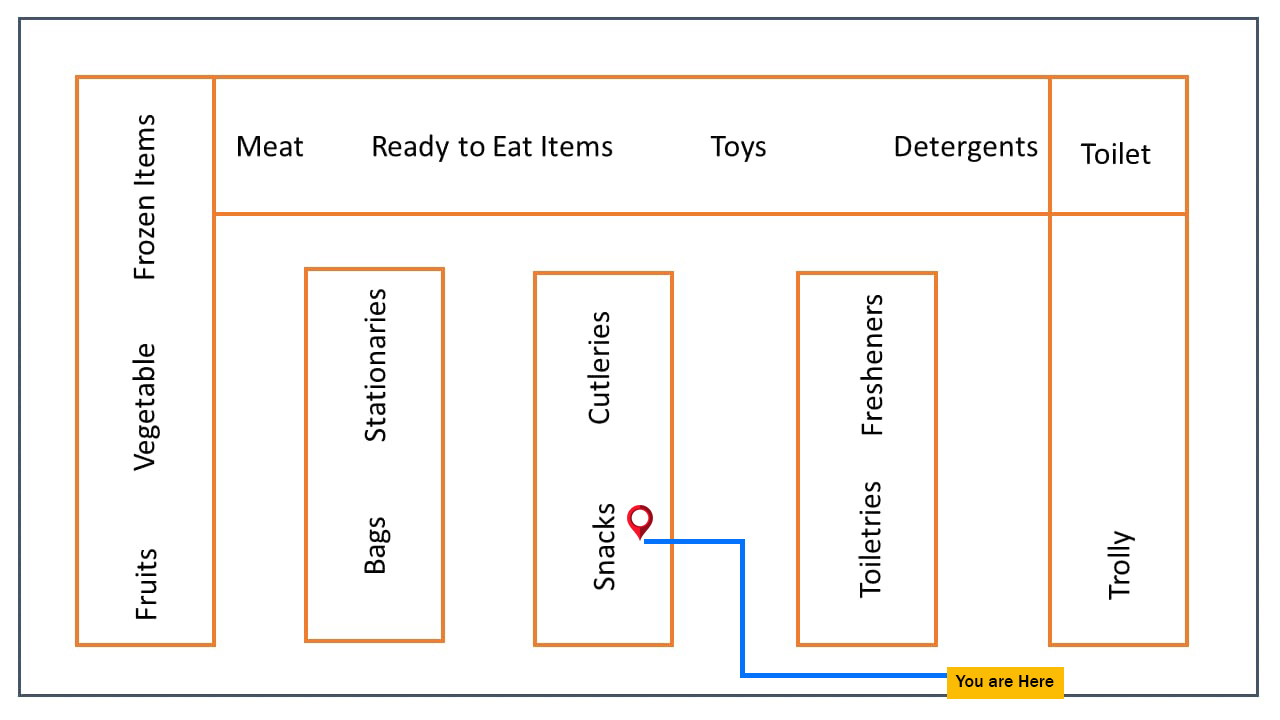 Meat
Ready to Eat Items
Toys
Detergents
Toilet
Frozen Items
Vegetable
Fruits
Stationaries
Bags
Cutleries
Snacks
Fresheners
Toiletries
Trolly
You are Here